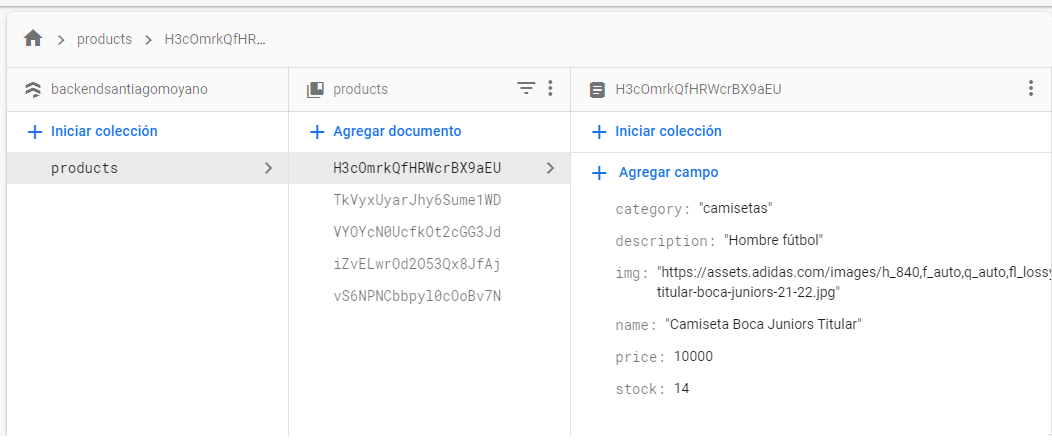 products
H3cOmrkQfHR...
backendsantiagomoyano
Iniciar colección
products
products
Agregar documento
H3cOmrkQfHRWcrBX9aEU
TkVyxUyarJhy6Sume1WD
VYOYcN0UcfkOt2cGG3Jd
iZvELwrOd2O53Qx8JfAj
vS6NPNCbbpyl0cOoBv7N
H3cOmrkQfHRWcrBX9aEU
Iniciar colección
Agregar campo
category: "camisetas"
description: "Hombre fútbol"
img: "https://assets.adidas.com/images/h_840,f_auto,q_auto,fl_lossy
titular-boca-juniors-21-22.jpg"
name: "Camiseta Boca Juniors Titular"
price: 10000
stock: 14